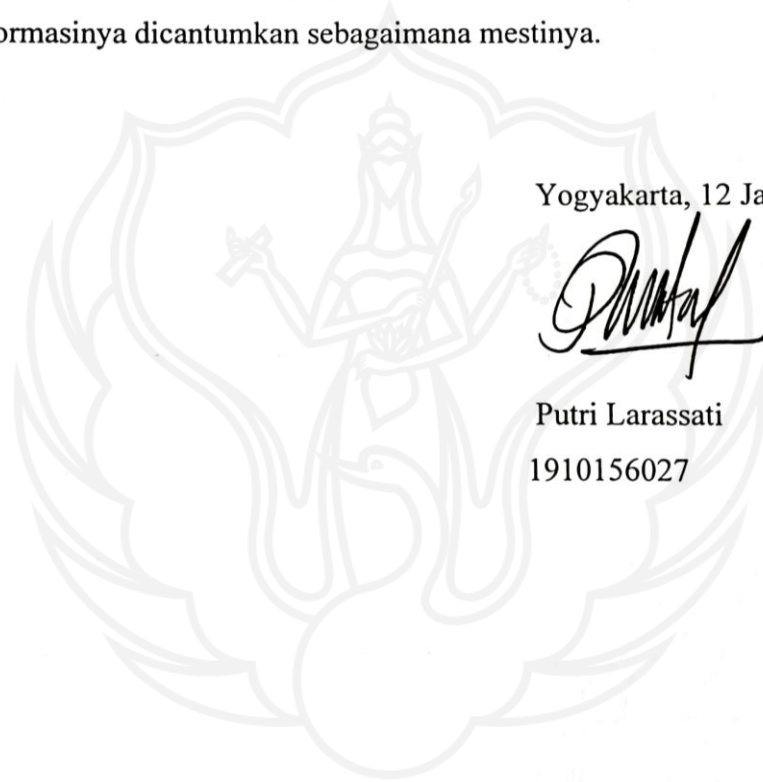 ormasinya dicantumkan sebagaimana mestinya.
Yogyakarta, 12 Ja
Putri Larassati
1910156027